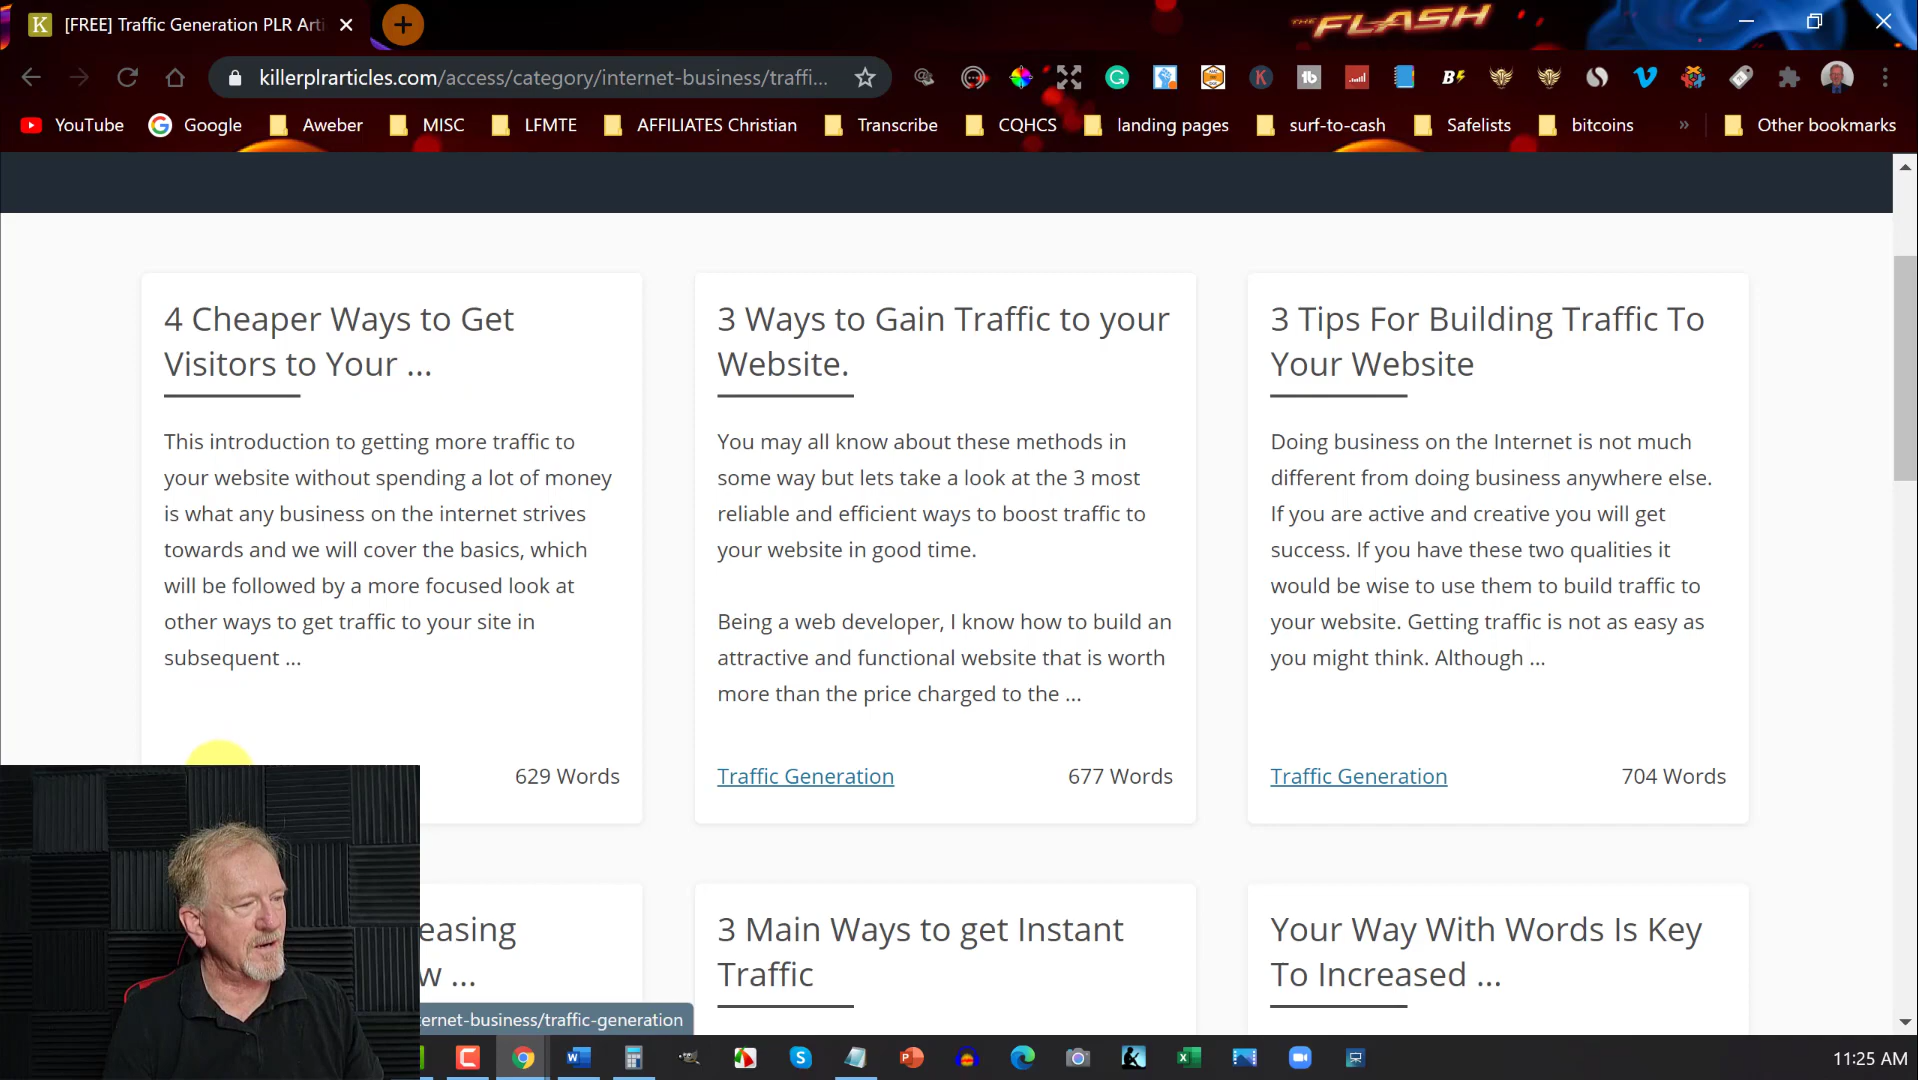 [FREE] Traffic Generation PLR Arti
THE FLASH
killerplrarticles.com/access/category/internet-business/traffi...
YouTube
Google
Aweber
MISC
LFMTE
AFFILIATES Christian
Transcribe
CQHCS
landing pages
surf-to-cash
Safelists
bitcoins
»
Other bookmarks
4 Cheaper Ways to Get
Visitors to Your ...
This introduction to getting more traffic to
your website without spending a lot of money
is what any business on the internet strives
towards and we will cover the basics, which
will be followed by a more focused look at
other ways to get traffic to your site in
subsequent ...
629 Words
3 Ways to Gain Traffic to your
Website.
You may all know about these methods in
some way but lets take a look at the 3 most
reliable and efficient ways to boost traffic to
your website in good time.
Being a web developer, I know how to build an
attractive and functional website that is worth
more than the price charged to the ...
Traffic Generation
677 Words
3 Tips For Building Traffic To
Your Website
Doing business on the Internet is not much
different from doing business anywhere else.
If you are active and creative you will get
success. If you have these two qualities it
would be wise to use them to build traffic to
your website. Getting traffic is not as easy as
you might think. Although ...
Traffic Generation
704 Words
easing
w ...
3 Main Ways to get Instant
Traffic
Your Way With Words Is Key
To Increased ...
ternet-business/traffic-generation
11:25 AM